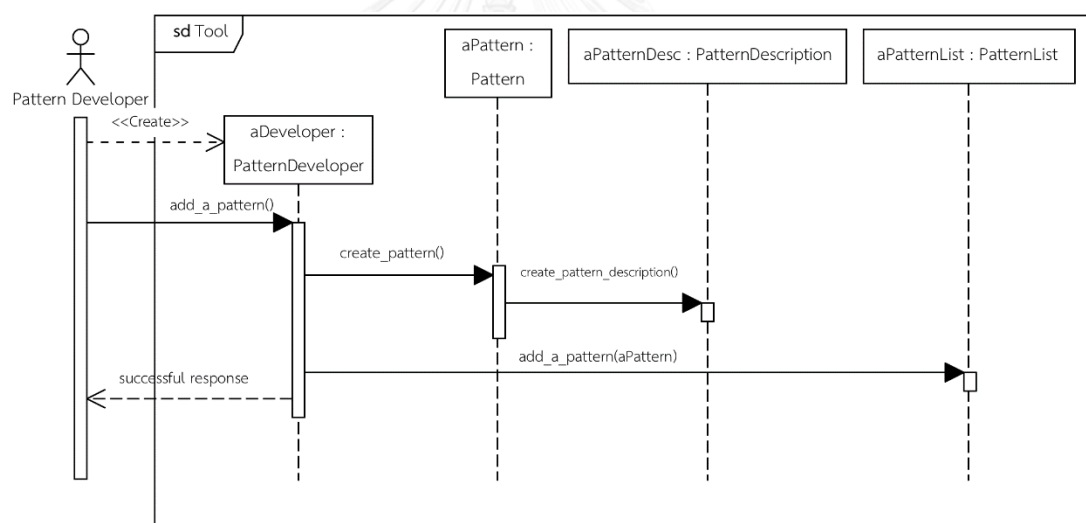 sd Tool
aPattern :
Pattern
aPatternDesc : PatternDescription
aPatternList : PatternList
Pattern Developer
<<Create>>
aDeveloper :
PatternDeveloper
add_a_pattern()
create_pattern()
create_pattern_description()
add_a_pattern(aPattern)
successful response